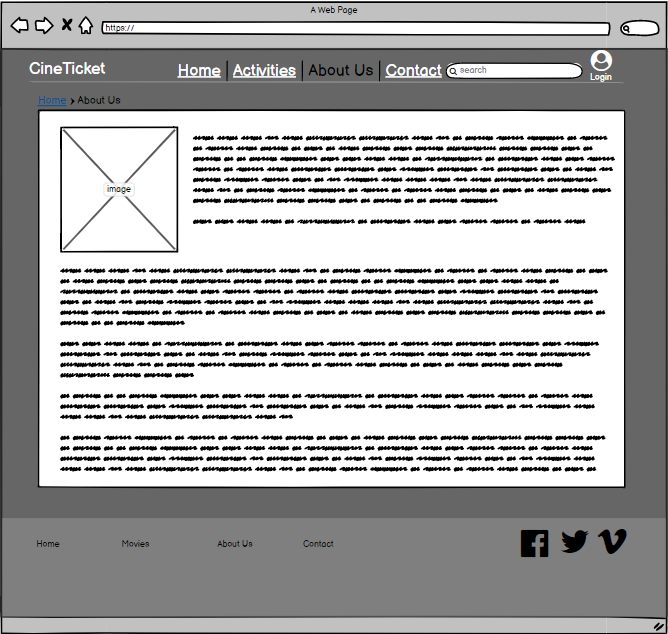 A Web Page
https://
CineTicket
Home Activities About Us Contact search
Login
Home About Us
image
Home Movies About Us Contact